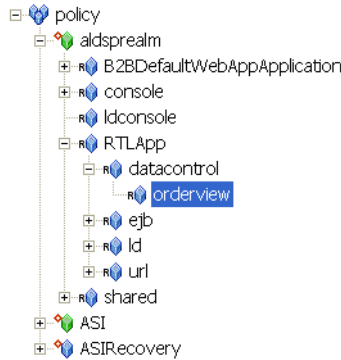 policy
aldsprealm
B2BDefaultWebAppApplication
console
ldconsole
RTLApp
datacontrol
orderview
ejb
ld
url
shared
ASI
ASIRecovery